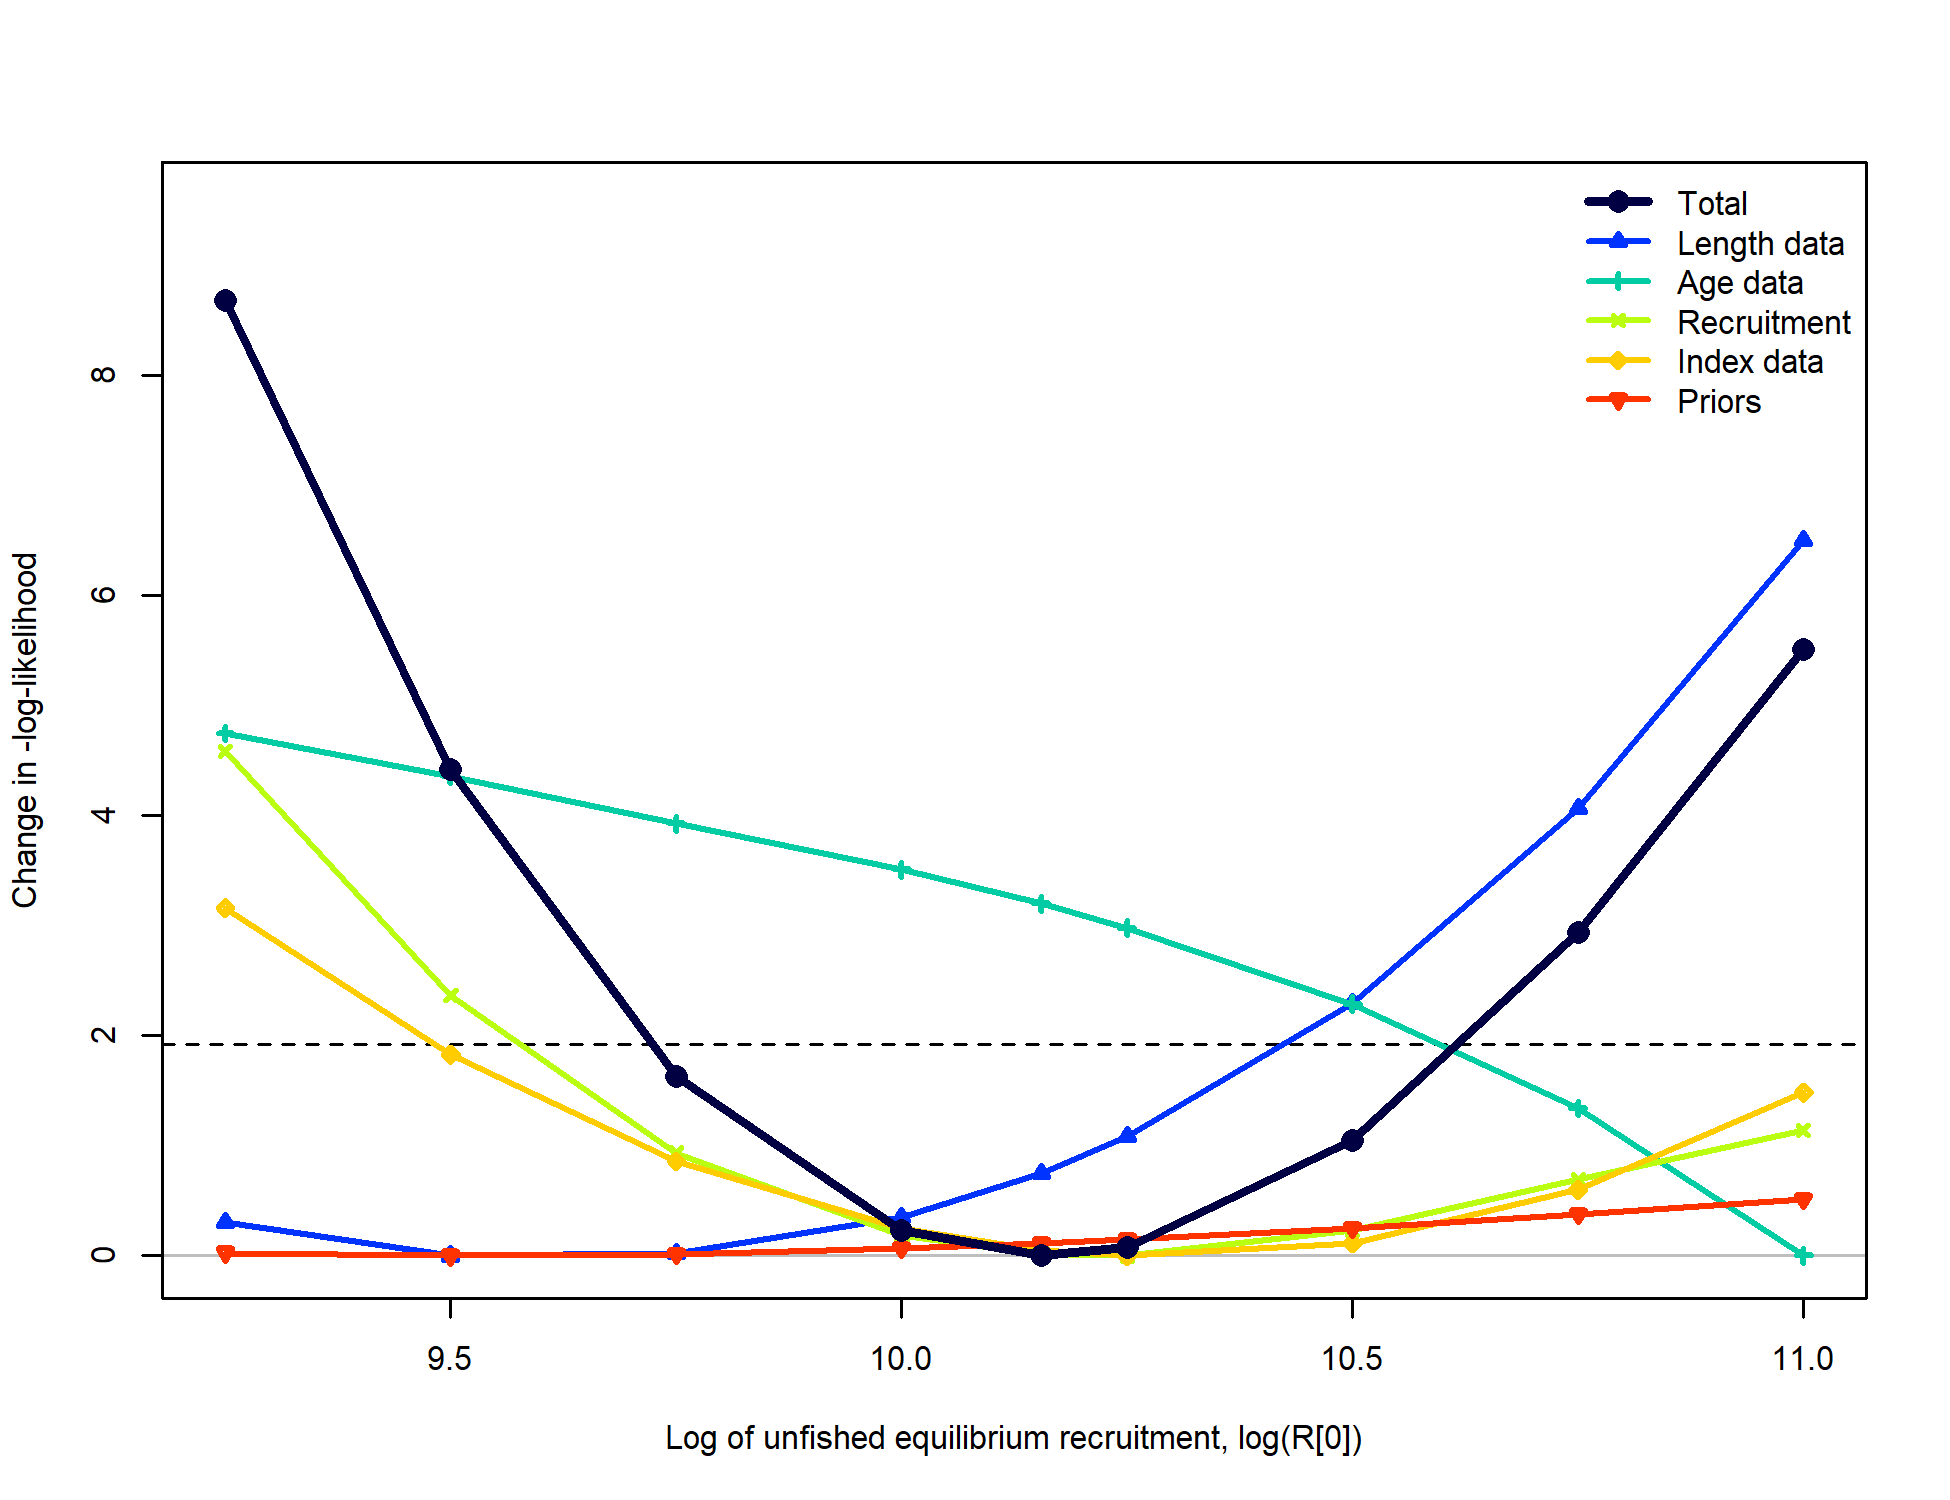 Total
Length data
Age data
Recruitment
Index data
Priors
8
6
4
2
0
Change in -log-likelihood
9.5 10.0 10.5 11.0
Log of unfished equilibrium recruitment, log(R[0])